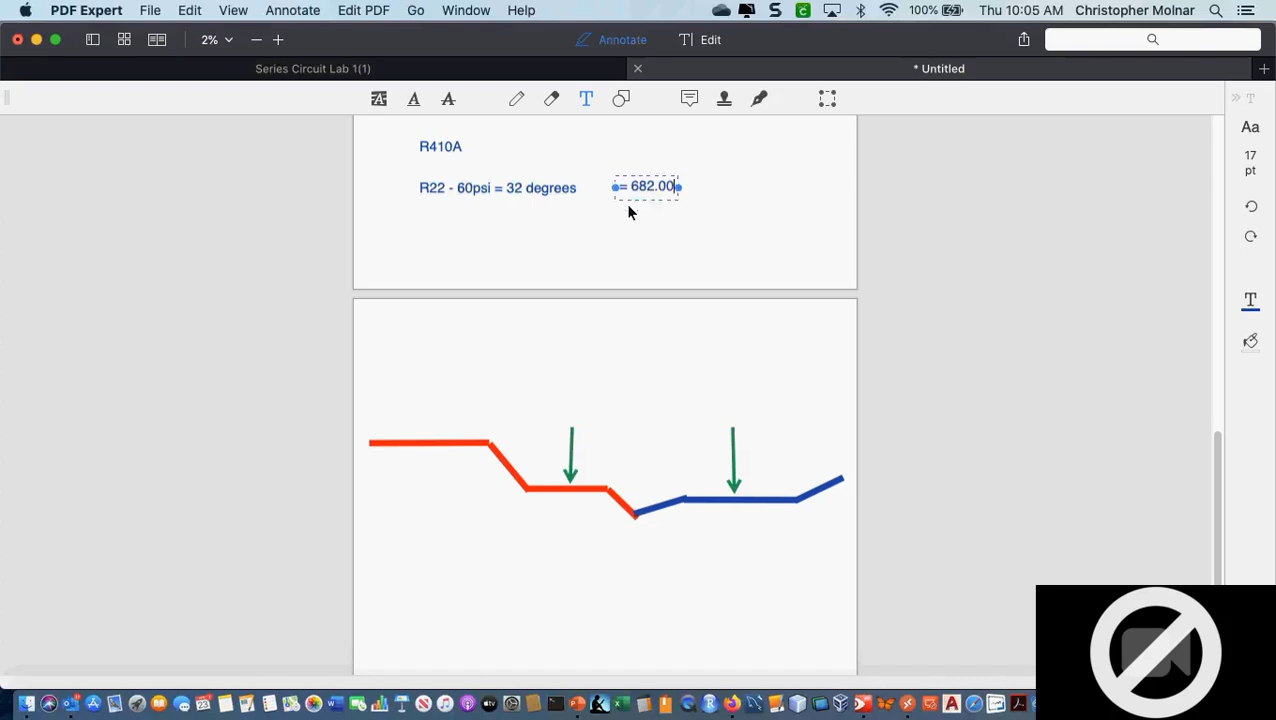 PDF Expert File Edit View Annotate Edit PDF Go Window Help 100% Thu 10:05 AM Christopher Molnar
2% Annotate Edit
Series Circuit Lab 1(1) * Untitled
Aa
17
pt
R410A
R22 - 60psi = 32 degrees = 682.00